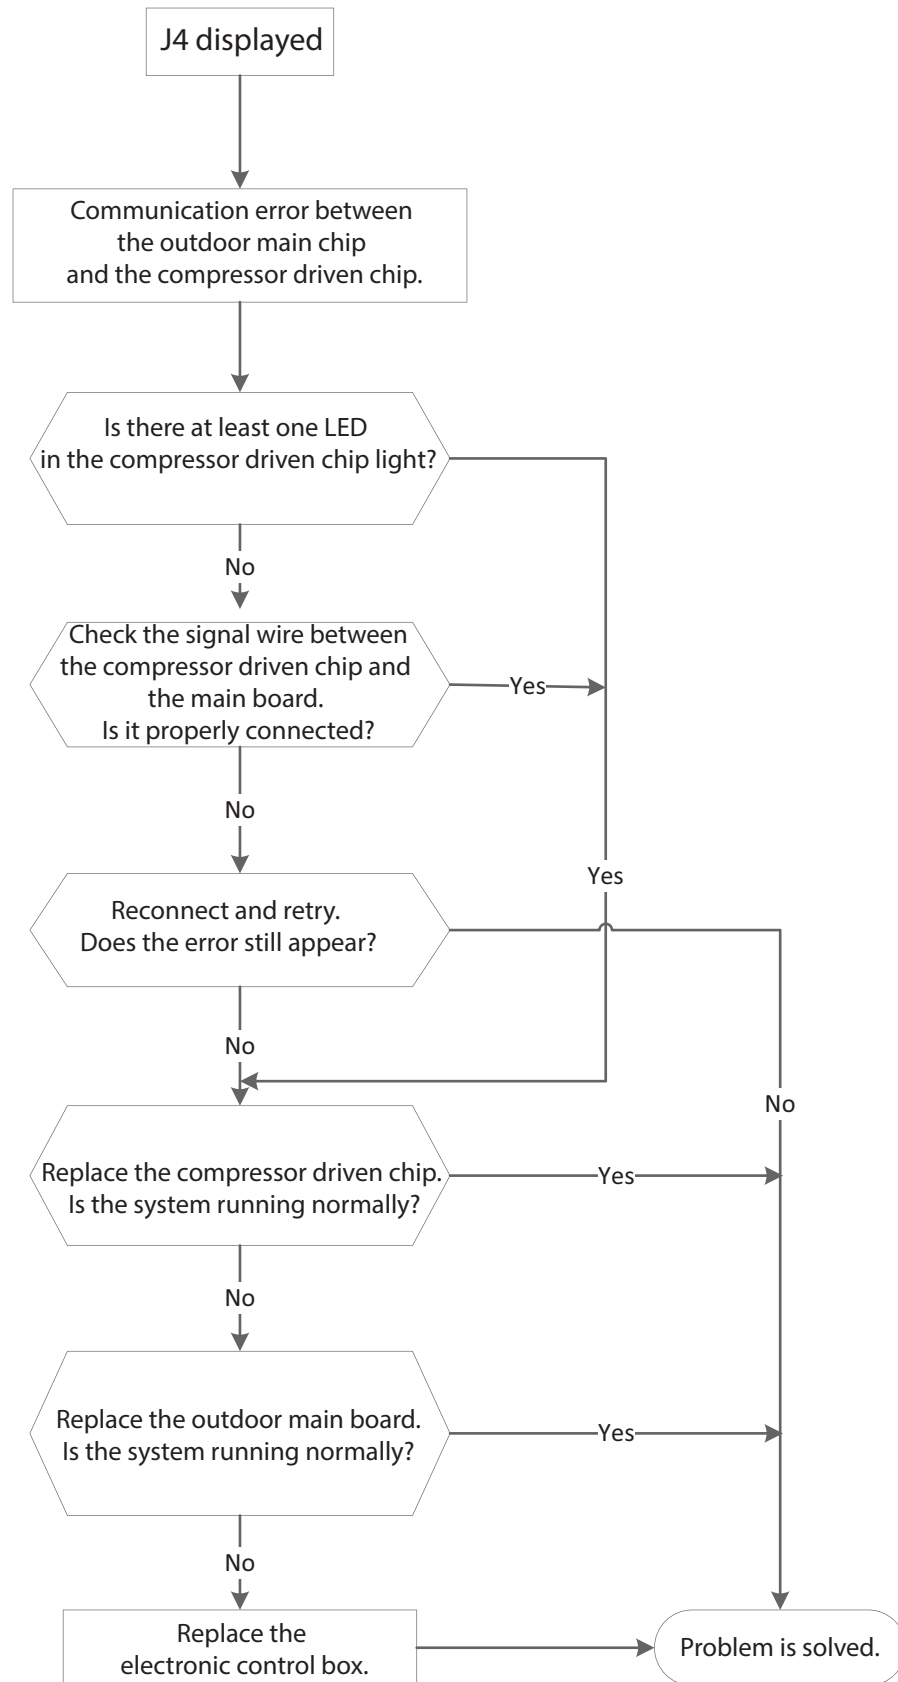 J4 displayed
Communication error between
the outdoor main chip
and the compressor driven chip.
Is there at least one LED
in the compressor driven chip light?
No
Check the signal wire between
the compressor driven chip and
the main board.
Is it properly connected?
Yes
No
Yes
Reconnect and retry.
Does the error still appear?
No
No
Replace the compressor driven chip.
Is the system running normally?
Yes
No
Replace the outdoor main board.
Is the system running normally?
Yes
No
Replace the
electronic control box.
Problem is solved.